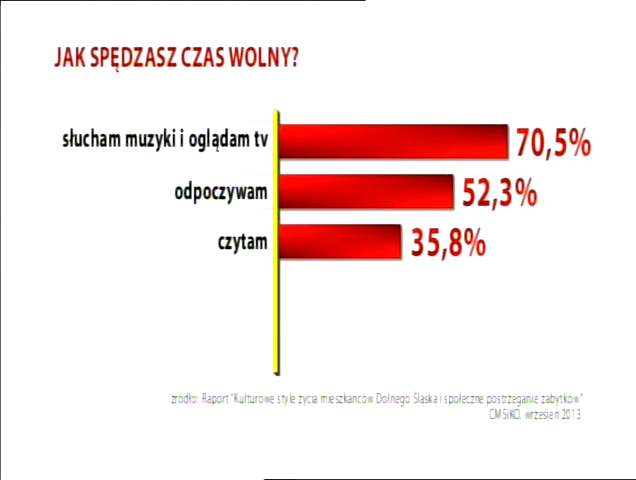 JAK SPĘDZASZ CZAS WOLNY?
słucham muzyki i oglądam tv 70,5%
odpoczywam 52,3%
czytam 35,8%
źródło: Raport "Kulturowe style życia mieszkańców Dolnego Śląska i społeczne postrzeganie zabytków"
CMSiKO, wrzesień 2013